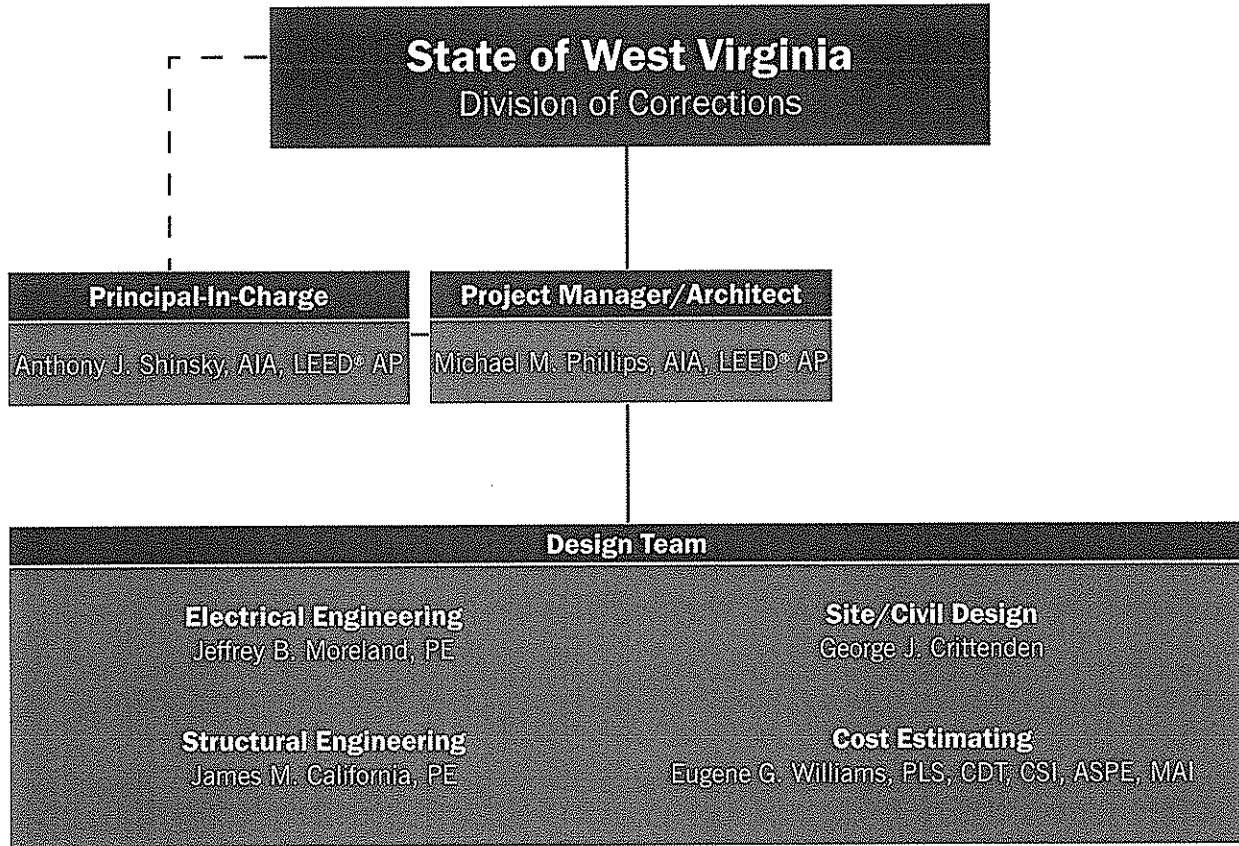 State of West Virginia
Division of Corrections
Principal-In-Charge
Anthony J. Shinsky, AIA, LEED® AP
Project Manager/Architect
Michael M. Phillips, AIA, LEED® AP
Design Team
Electrical Engineering
Jeffrey B. Moreland, PE
Site/Civil Design
George J. Crittenden
Structural Engineering
James M. California, PE
Cost Estimating
Eugene G. Williams, PLS, CDT, CSI, ASPE, MAI